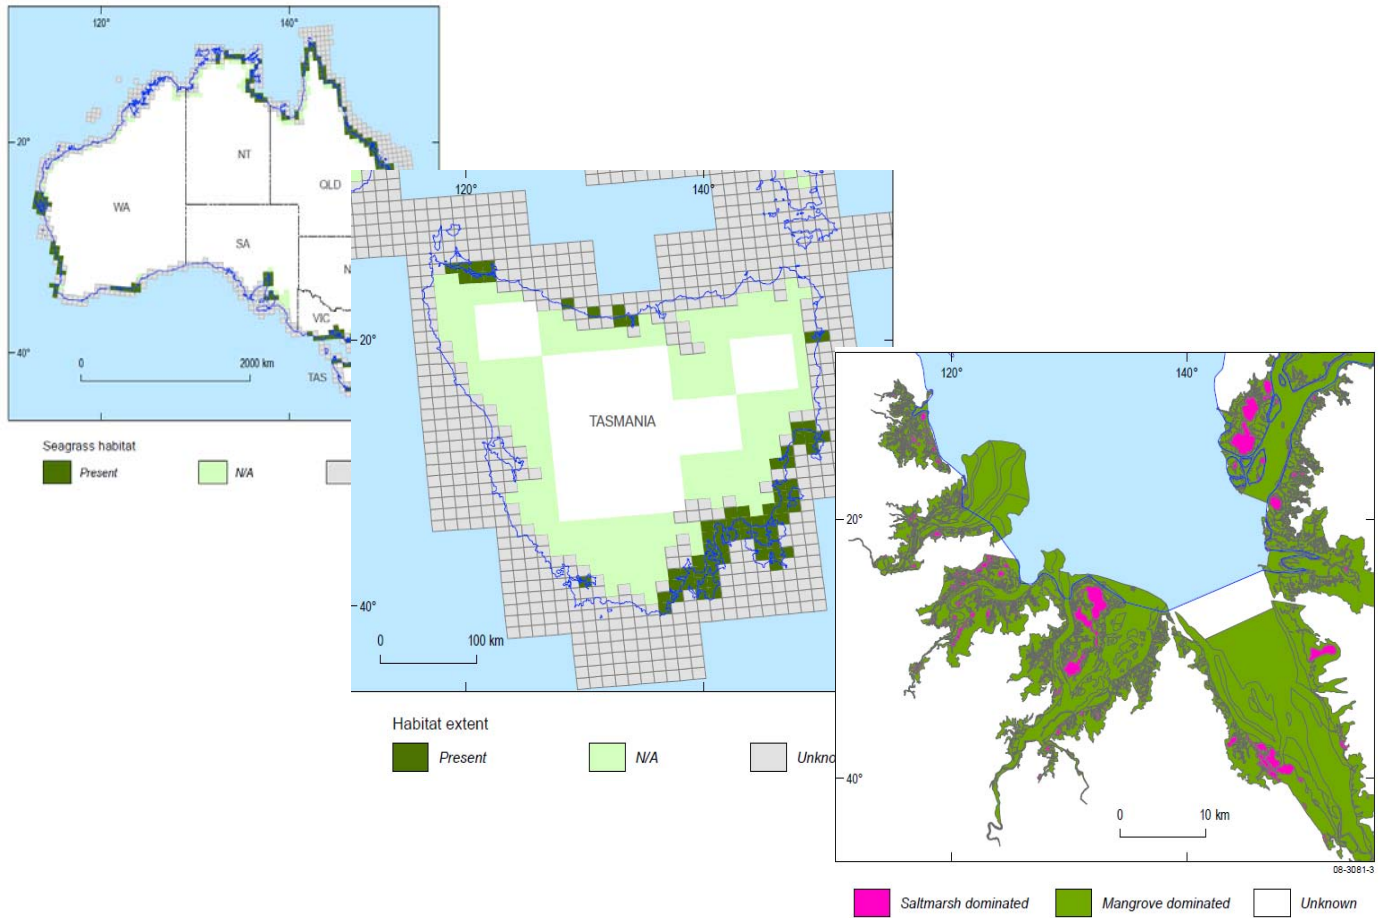 120° 140°
20°
NT
QLD
WA
SA
N
VIC
40°
0 2000 km
TAS
Seagrass habitat
Present N/A
120° 140°
20°
TASMANIA
40°
0 100 km
Habitat extent
Present N/A Unkno
120° 140°
20°
40°
0 10 km
08-3081-3
Saltmarsh dominated Mangrove dominated Unknown